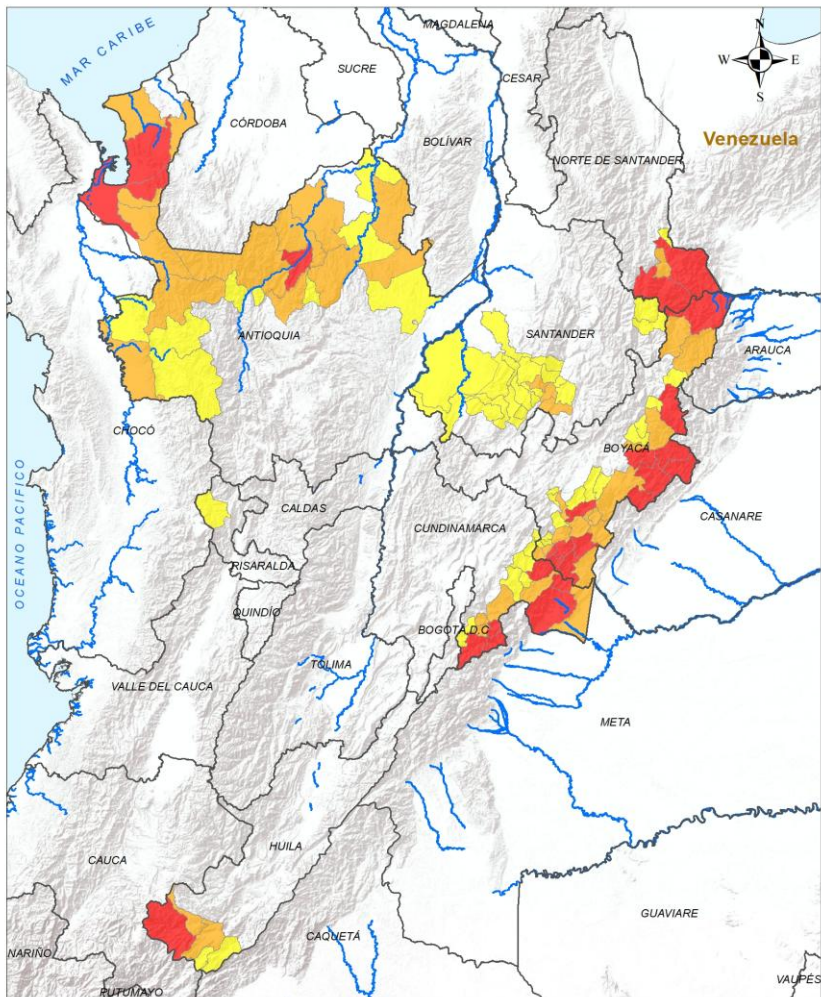 MAGDALENA
MAR CARIBE
N
SUCRE
W E
CESAR
S
CÓRDOBA
BOLÍVAR
Venezuela
NORTE DE SANTANDER
ANTIOQUIA
SANTANDER
ARAUCA
CHOCÓ
BOYACÁ
OCEANO PACIFICO
CALDAS
CUNDINAMARCA
CASANARE
RISARALDA
QUINDÍO
BOGOTÁ D.C
TOLIMA
VALLE DEL CAUCA
META
HUILA
CAUCA
GUAVIARE
CAQUETÁ
NARIÑO
VAUPÉS
PUTUMAYO